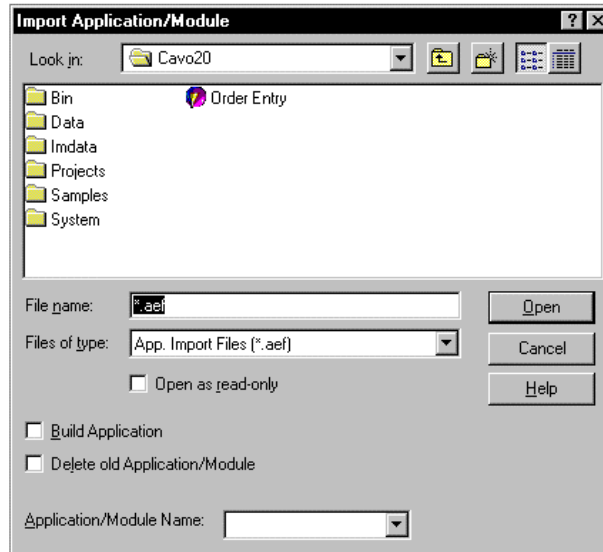 Import Application/Module
Look in: Cavo20
Bin
Data
Imdata
Projects
Samples
System
Order Entry
File name: *.aef
Open
Files of type: App. Import Files (*.aef)
Cancel
Open as read-only
Help
Build Application
Delete old Application/Module
Application/Module Name: